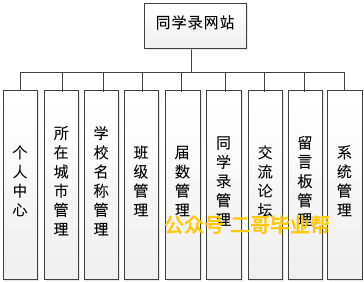 同学录网站
个人中心
所在城市管理
学校名称管理
班级管理
届数管理
同学录管理
交流论坛
留言板管理
系统管理
公众号 二哥毕业帮